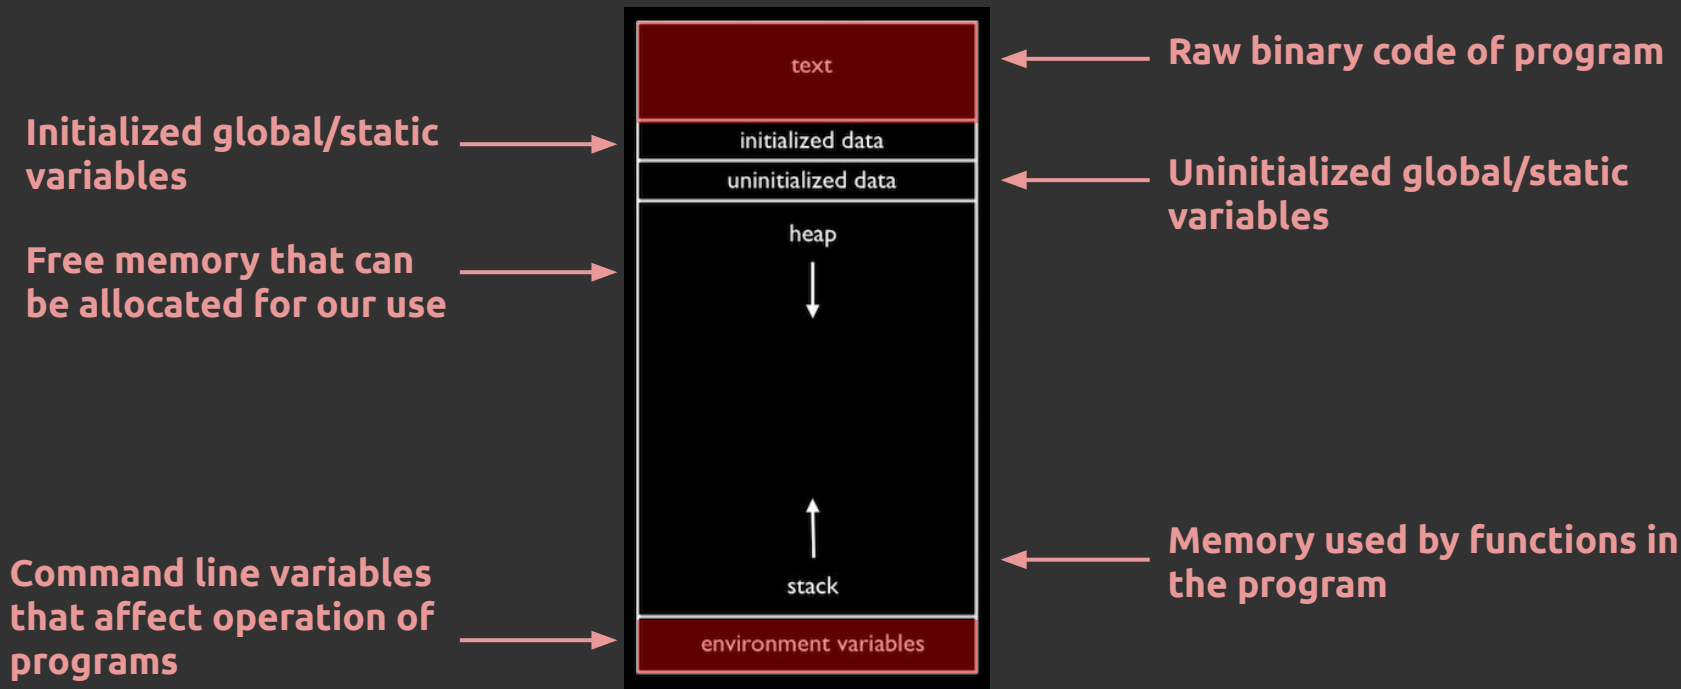 text
Raw binary code of program
Initialized global/static
variables
initialized data
uninitialized data
Uninitialized global/static
variables
Free memory that can
be allocated for our use
heap
Memory used by functions in
the program
stack
Command line variables
that affect operation of
programs
environment variables